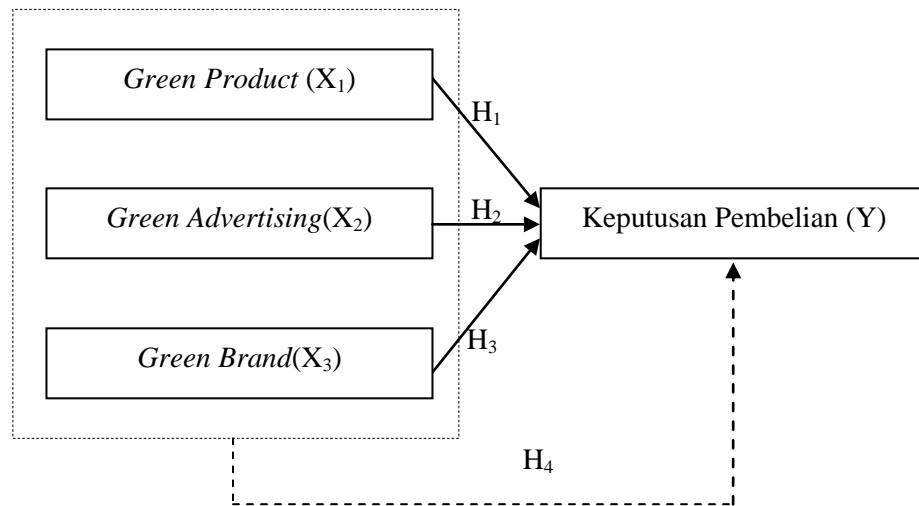 Green Product (X₁)
H₁
Green Advertising(X₂)
H₂
Keputusan Pembelian (Y)
Green Brand(X₃)
H₃
H₄